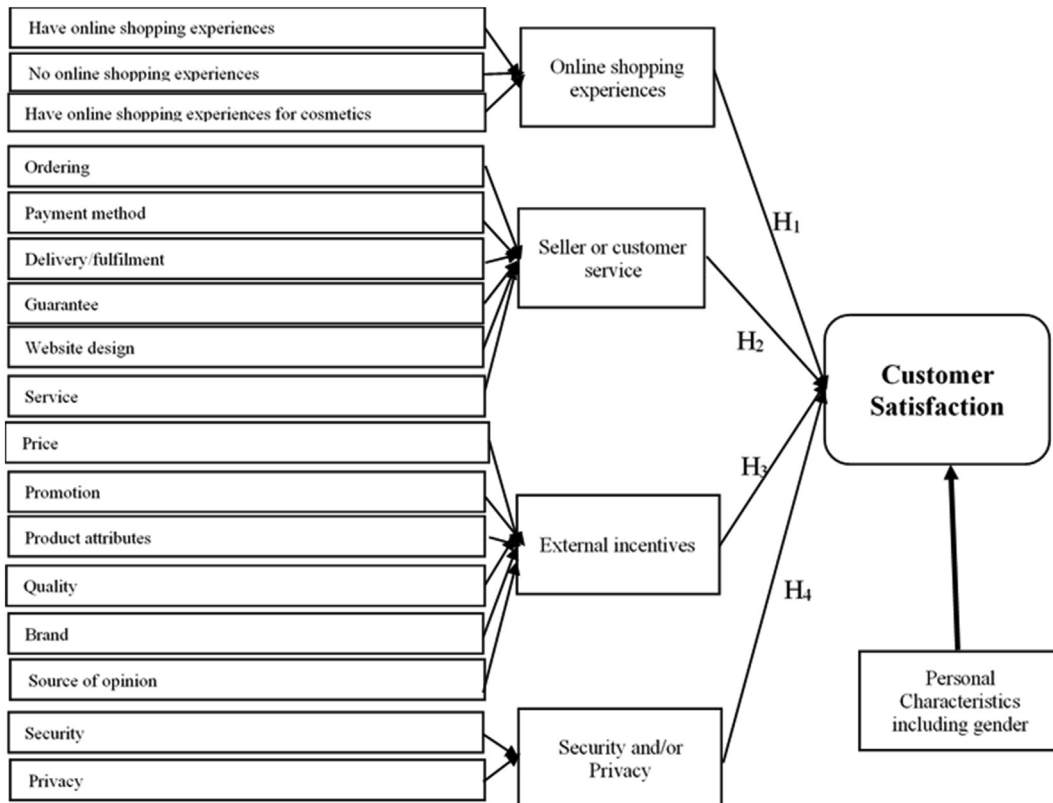 Have online shopping experiences
No online shopping experiences
Have online shopping experiences for cosmetics
Online shopping
experiences
Ordering
Payment method
Delivery/fulfilment
Guarantee
Website design
Service
Seller or customer
service
Price
Promotion
Product attributes
Quality
Brand
Source of opinion
External incentives
Security
Privacy
Security and/or
Privacy
H₁
H₂
H₃
H₄
Customer
Satisfaction
Personal
Characteristics
including gender